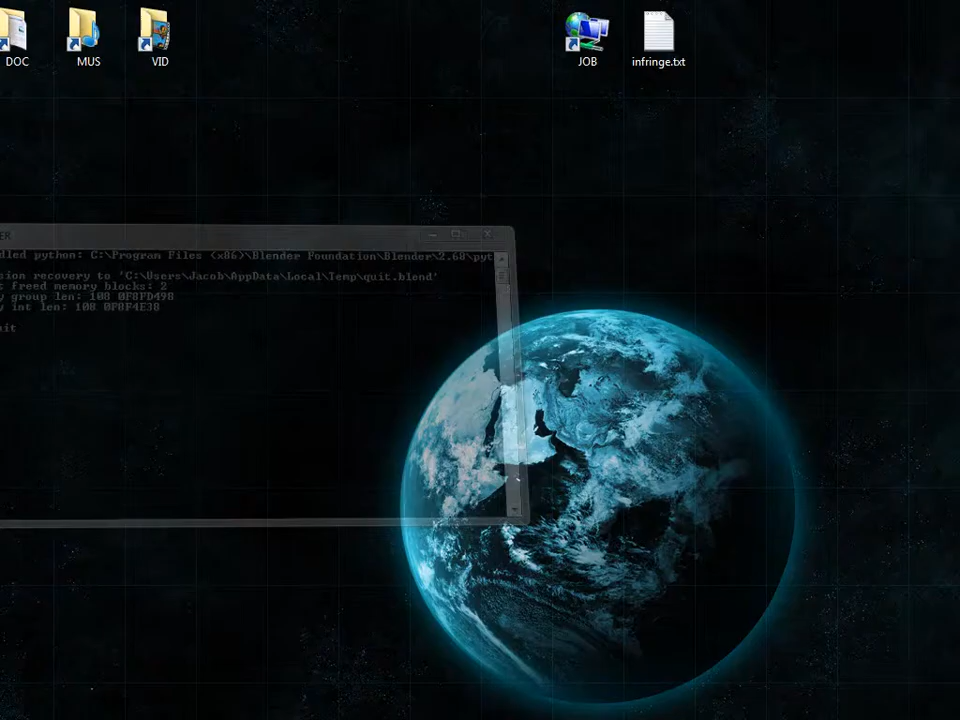 DOC
MUS
VID
JOB
infringe.txt
ER
dled python: C:\Program Files (x86)\Blender Foundation\Blender\2.68\pyt
sion recovery to 'C:\Users\Jacob\AppData\Local\Temp\quit.blend'
t freed memory blocks: 2
y group len: 108 0F8FD498
y int len: 108 0F8F4E38
uit